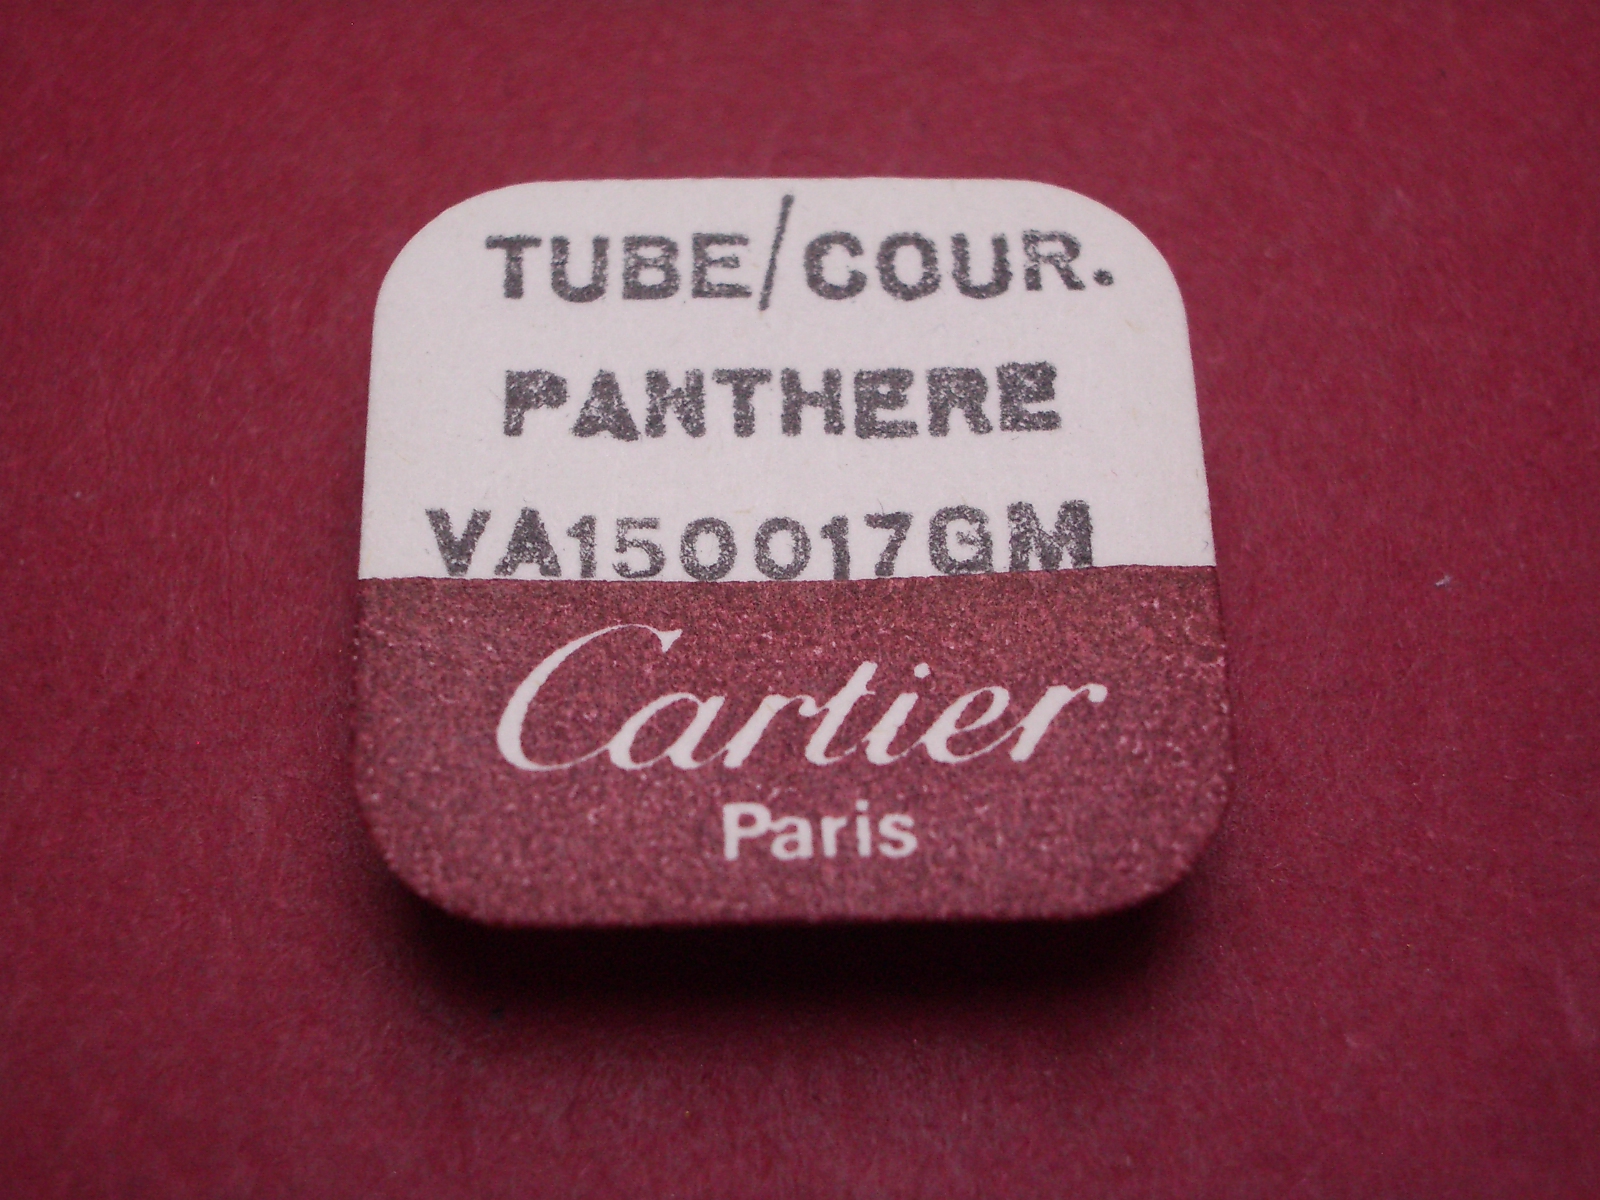 TUBE/COUR.
PANTHERE
VA150017GM
Cartier
Paris